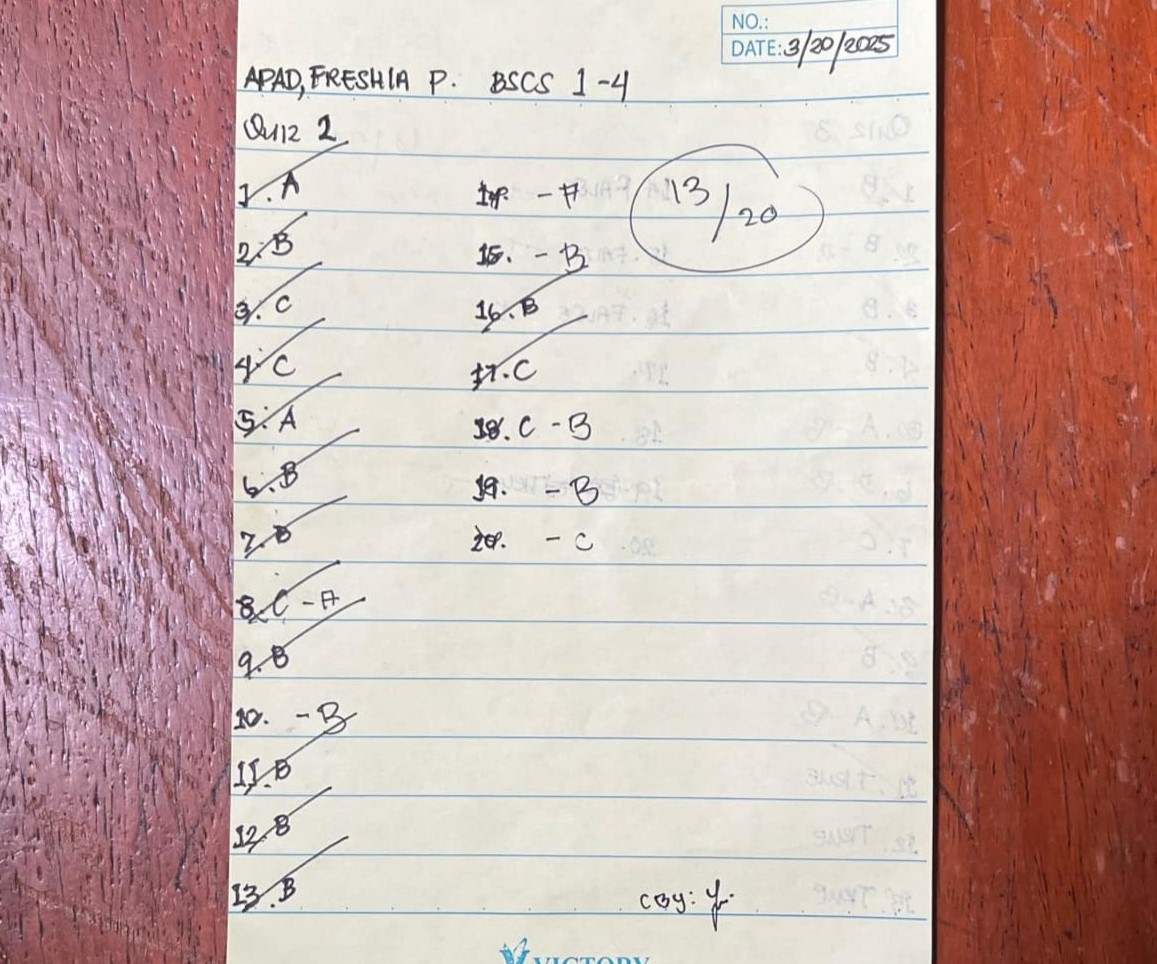 NO.:
DATE: 3/20/2025
APAD, FRESHIA P. BSCS 1-4
Quiz 2
1. A
2. B
3. C
4. C
5. A
6. B
7. B
8. C - A
9. B
10. - B
11. B
12. B
13. B
14. - A
15. - B
16. B
17. C
18. C - B
19. - B
20. - C
13/20
CBy:
VICTORY